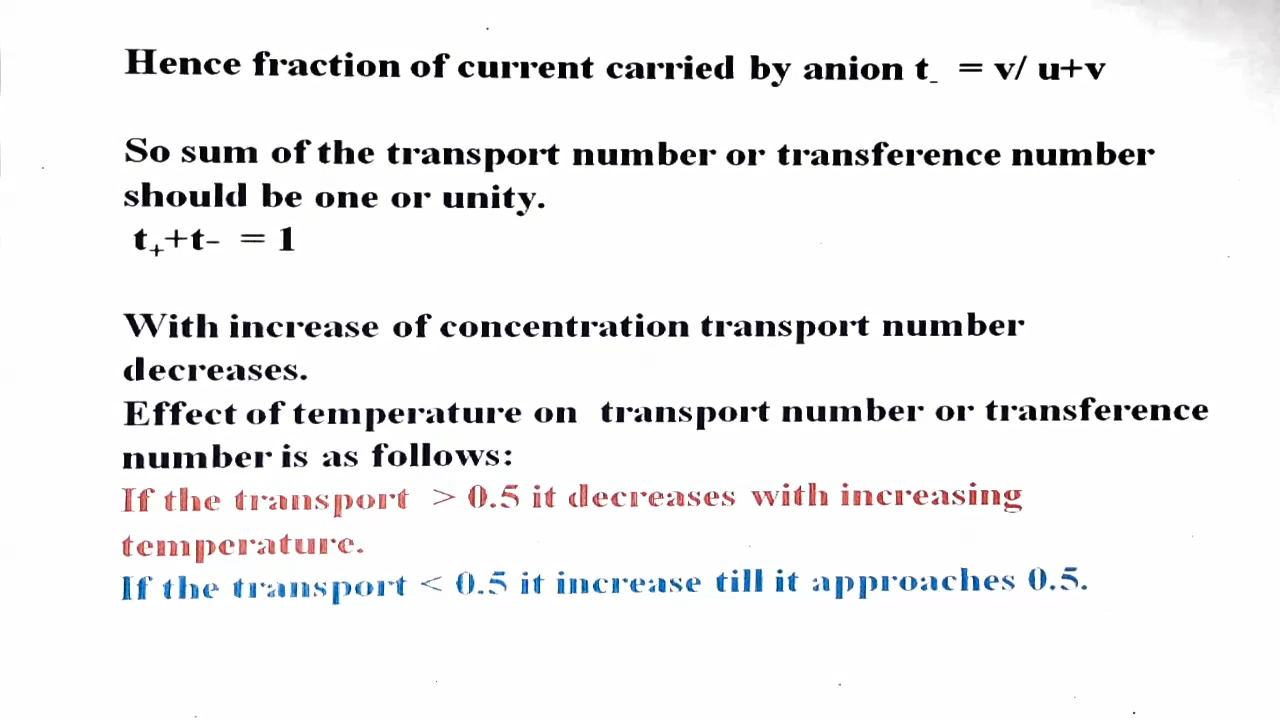 Hence fraction of current carried by anion t₋ = v/ u+v
So sum of the transport number or transference number
should be one or unity.
t₊+t- = 1
With increase of concentration transport number
decreases.
Effect of temperature on transport number or transference
number is as follows:
If the transport > 0.5 it decreases with increasing
temperature.
If the transport < 0.5 it increase till it approaches 0.5.